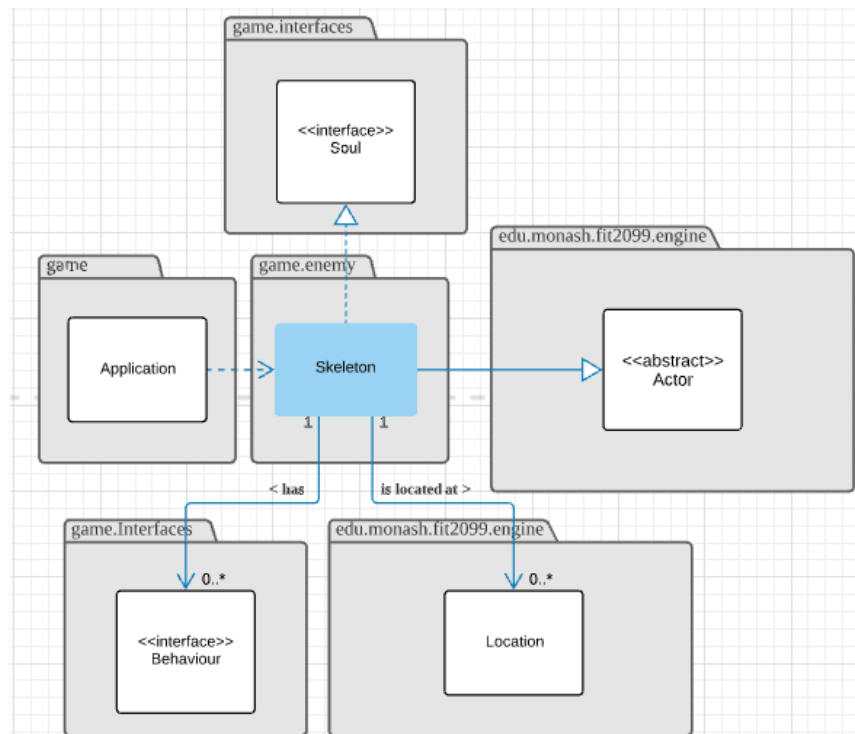 game.interfaces
<<interface>>
Soul
edu.monash.fit2099.engine
game
game.enemy
Application
Skeleton
<<abstract>>
Actor
1
1
< has
is located at >
game.Interfaces
edu.monash.fit2099.engine
0..*
0..*
<<interface>>
Behaviour
Location